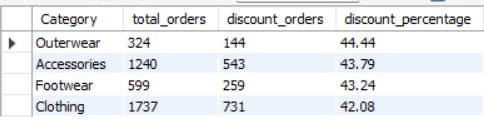 Category total_orders discount_orders discount_percentage
Outerwear 324 144 44.44
Accessories 1240 543 43.79
Footwear 599 259 43.24
Clothing 1737 731 42.08